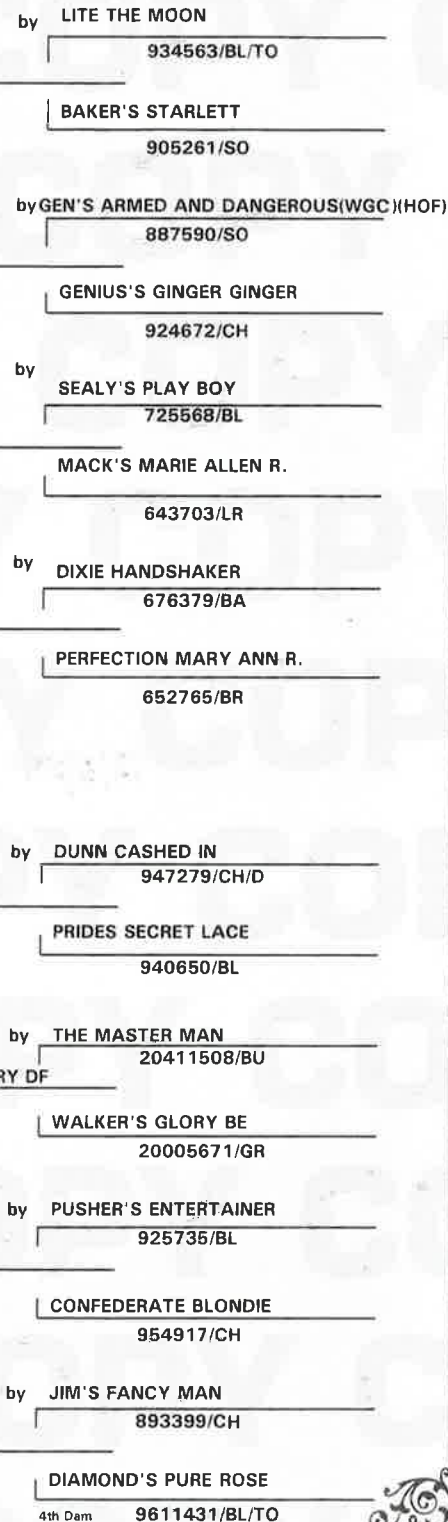 by LITE THE MOON
934563/BL/TO
BAKER'S STARLETT
905261/SO
by GEN'S ARMED AND DANGEROUS(WGC)(HOF)
887590/SO
GENIUS'S GINGER GINGER
924672/CH
by
SEALY'S PLAY BOY
725568/BL
MACK'S MARIE ALLEN R.
643703/LR
by DIXIE HANDSHAKER
676379/BA
PERFECTION MARY ANN R.
652765/BR
by DUNN CASHED IN
947279/CH/D
PRIDES SECRET LACE
940650/BL
by THE MASTER MAN
20411508/BU
RY DF
WALKER'S GLORY BE
20005671/GR
by PUSHER'S ENTERTAINER
925735/BL
CONFEDERATE BLONDIE
954917/CH
by JIM'S FANCY MAN
893399/CH
DIAMOND'S PURE ROSE
4th Dam 9611431/BL/TO
COPY COPY COPY